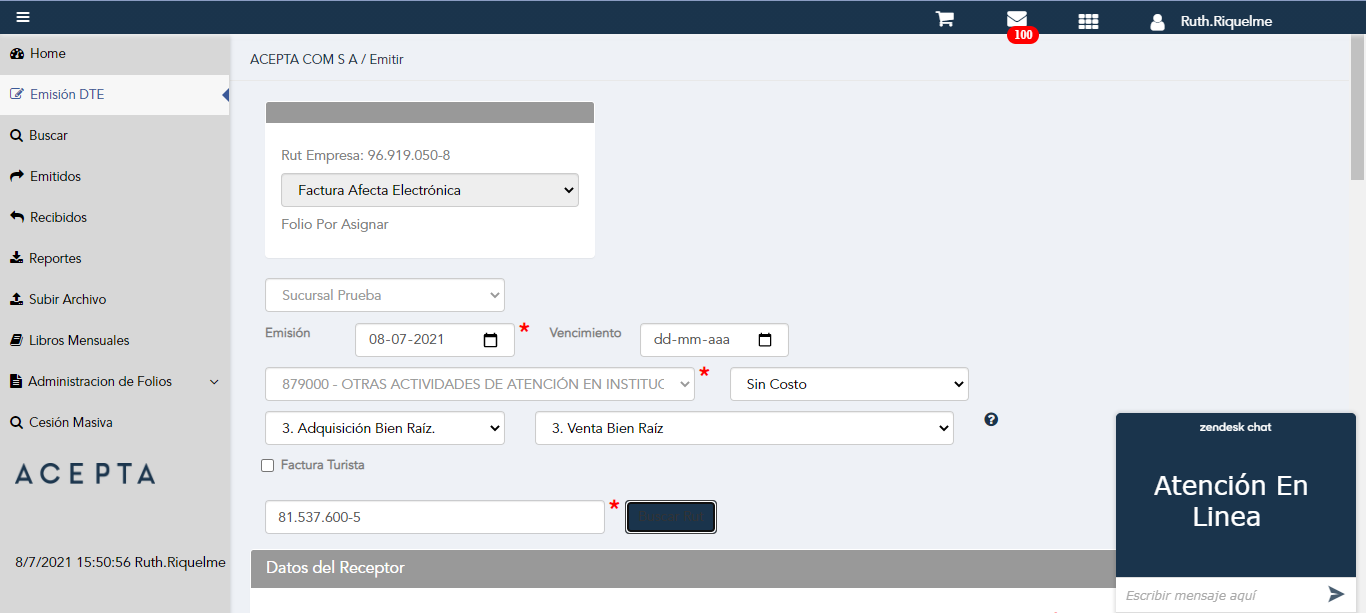 100
Ruth.Riquelme
Home
Emisión DTE
Buscar
Emitidos
Recibidos
Reportes
Subir Archivo
Libros Mensuales
Administracion de Folios
Cesión Masiva
ACEPTA
8/7/2021 15:50:56 Ruth.Riquelme
ACEPTA COM S A / Emitir
Rut Empresa: 96.919.050-8
Factura Afecta Electrónica
Folio Por Asignar
Sucursal Prueba
Emisión 08-07-2021 * Vencimiento dd-mm-aaa
879000 - OTRAS ACTIVIDADES DE ATENCIÓN EN INSTITUC * Sin Costo
3. Adquisición Bien Raíz. 3. Venta Bien Raíz ?
Factura Turista
81.537.600-5 *
Datos del Receptor
zendesk chat
Atención En
Linea
Escribir mensaje aquí